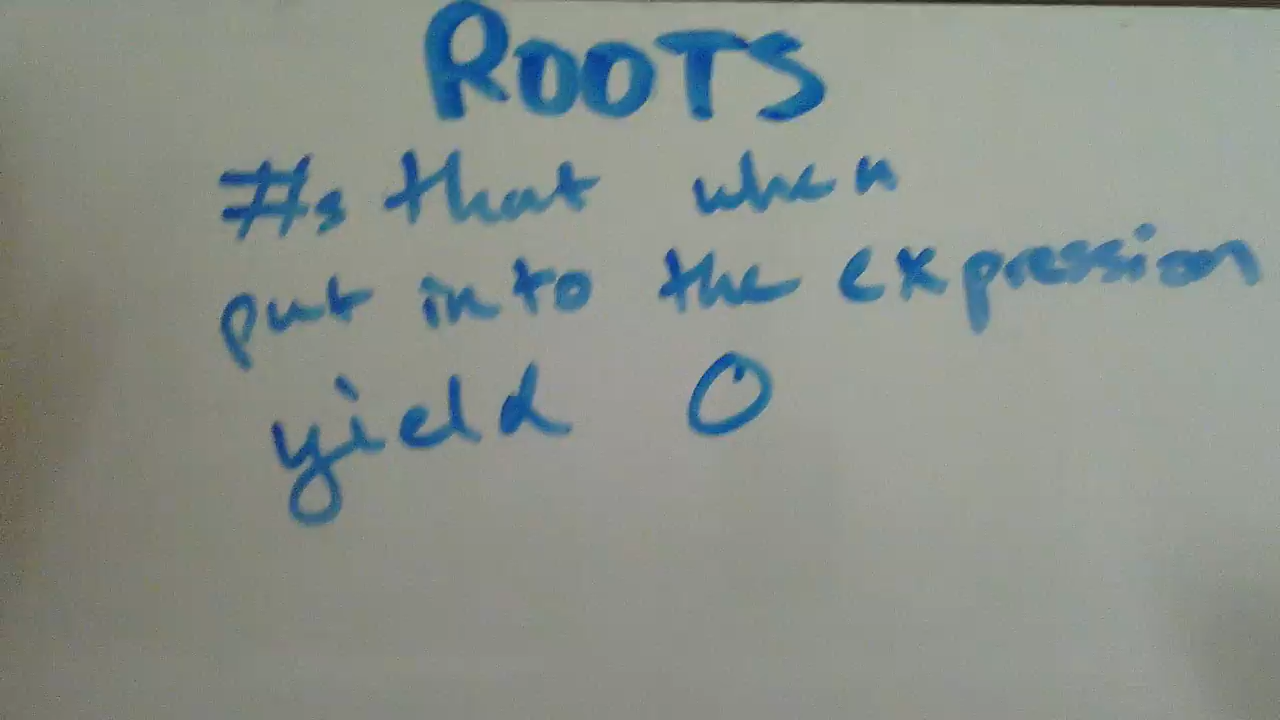 ROOTS
#s that when
put into the expression
yield 0